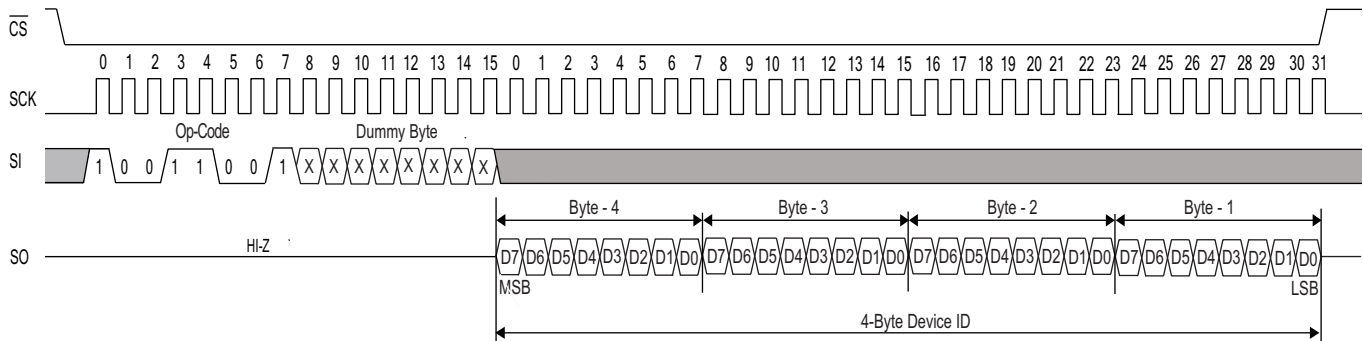 CS
0 1 2 3 4 5 6 7 8 9 10 11 12 13 14 15 0 1 2 3 4 5 6 7 8 9 10 11 12 13 14 15 16 17 18 19 20 21 22 23 24 25 26 27 28 29 30 31
SCK
Op-Code Dummy Byte
SI 1 0 0 1 1 0 0 1 X X X X X X X X
Byte - 4 Byte - 3 Byte - 2 Byte - 1
SO HI-Z D7 D6 D5 D4 D3 D2 D1 D0 D7 D6 D5 D4 D3 D2 D1 D0 D7 D6 D5 D4 D3 D2 D1 D0 D7 D6 D5 D4 D3 D2 D1 D0
MSB LSB
4-Byte Device ID